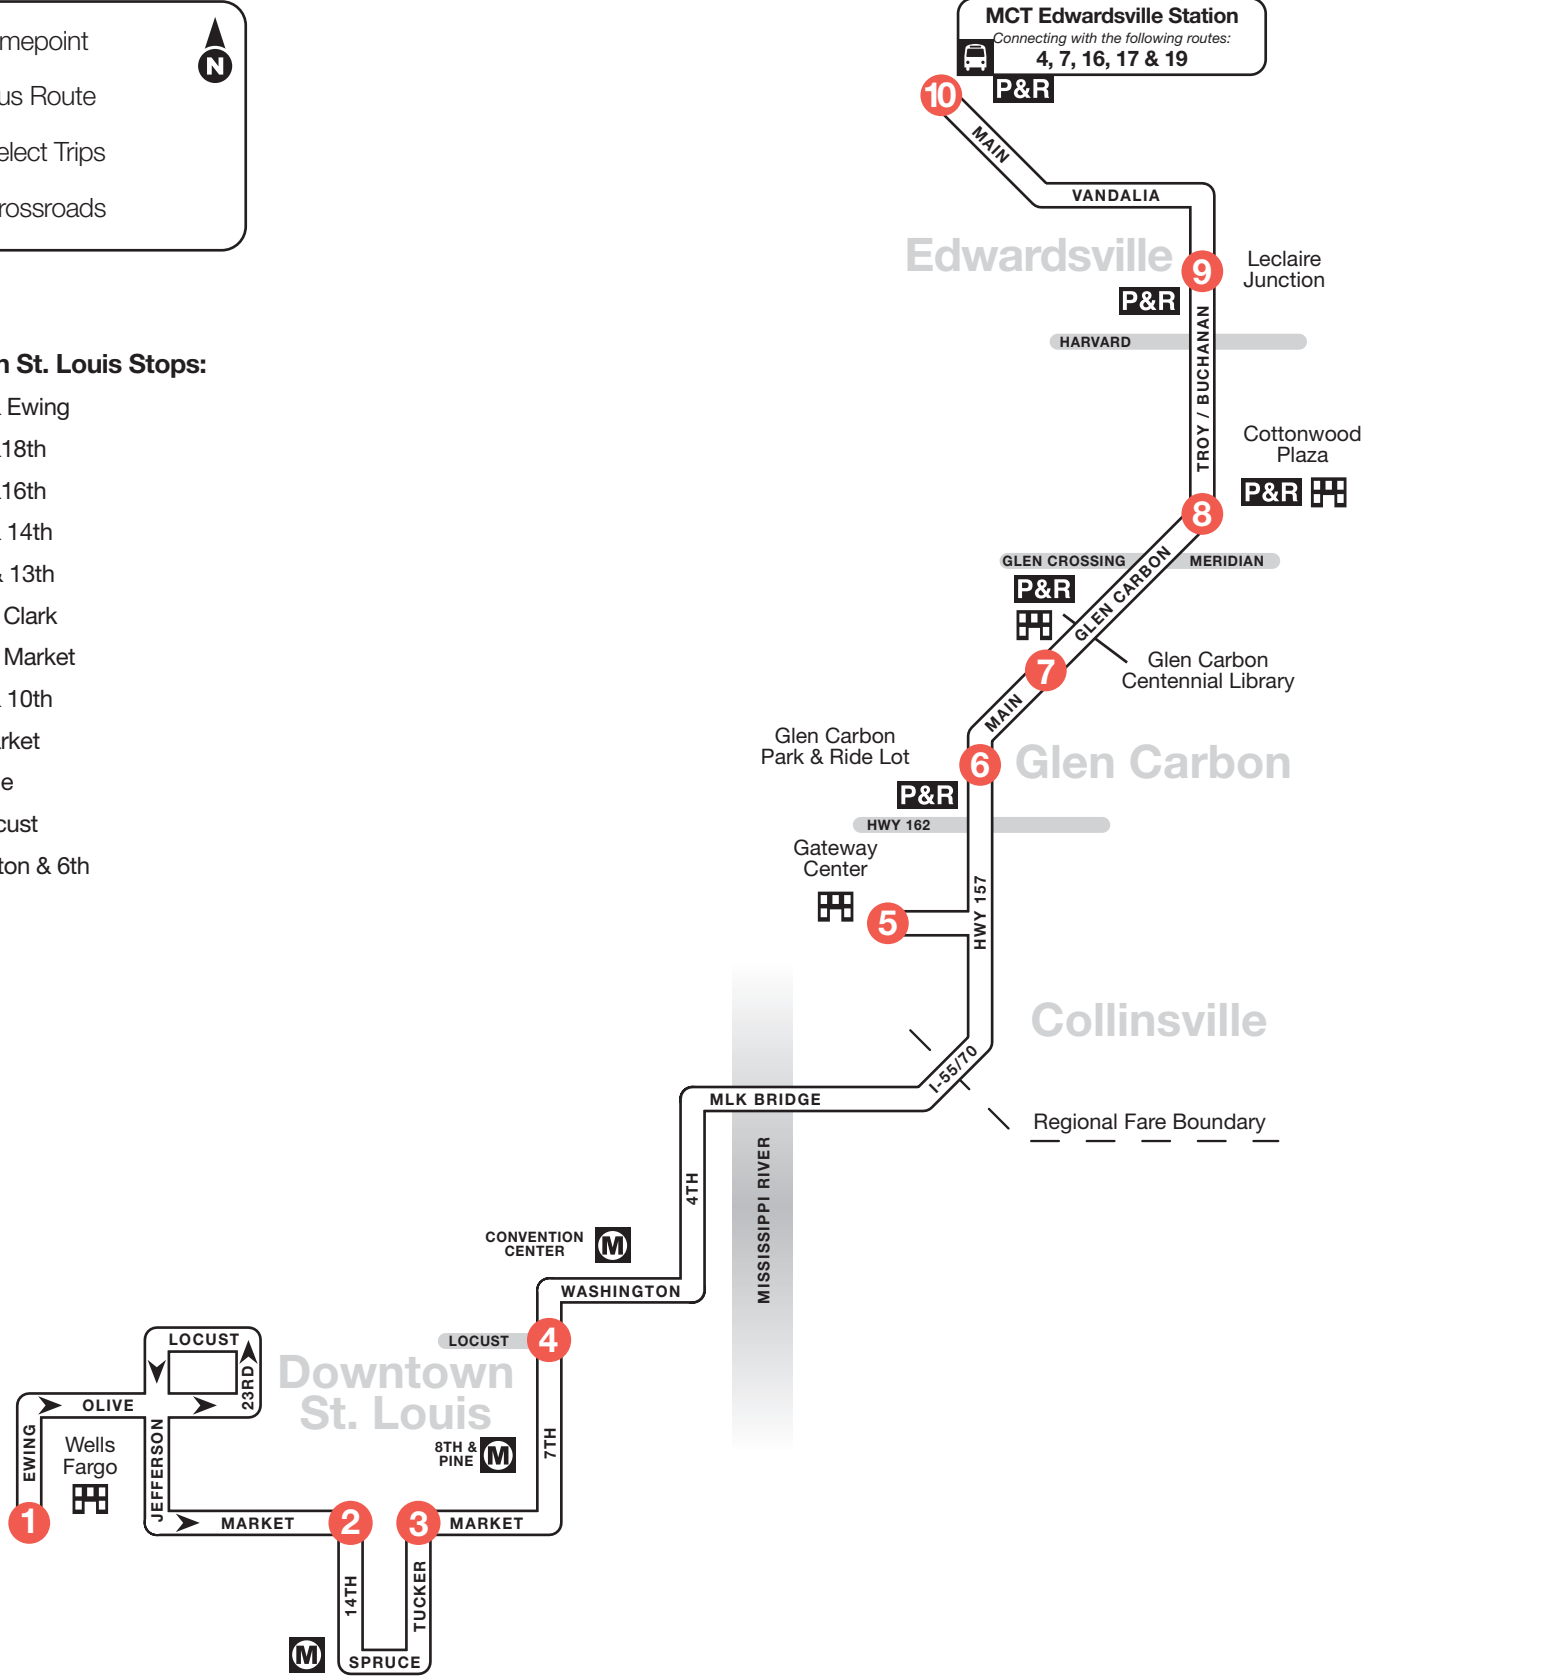 MCT Edwardsville Station
Connecting with the following routes:
4, 7, 16, 17 & 19
mepoint
N
us Route
elect Trips
rossroads
10
P&R
MAIN
VANDALIA
Edwardsville
9
Leclaire
Junction
P&R
HARVARD
TROY / BUCHANAN
n St. Louis Stops:
Ewing
18th
16th
14th
& 13th
Clark
Market
10th
rket
e
cust
ton & 6th
Cottonwood
Plaza
P&R
8
GLEN CROSSING
MERIDIAN
P&R
GLEN CARBON
7
Glen Carbon
Centennial Library
MAIN
Glen Carbon
Park & Ride Lot
6
Glen Carbon
P&R
HWY 162
Gateway
Center
5
HWY 157
Collinsville
I-55/70
MLK BRIDGE
Regional Fare Boundary
MISSISSIPPI RIVER
4TH
CONVENTION
CENTER
M
WASHINGTON
LOCUST
4
LOCUST
23RD
Downtown
St. Louis
OLIVE
EWING
Wells
Fargo
JEFFERSON
8TH &
PINE
M
7TH
1
MARKET
2
3
MARKET
14TH
TUCKER
M
SPRUCE